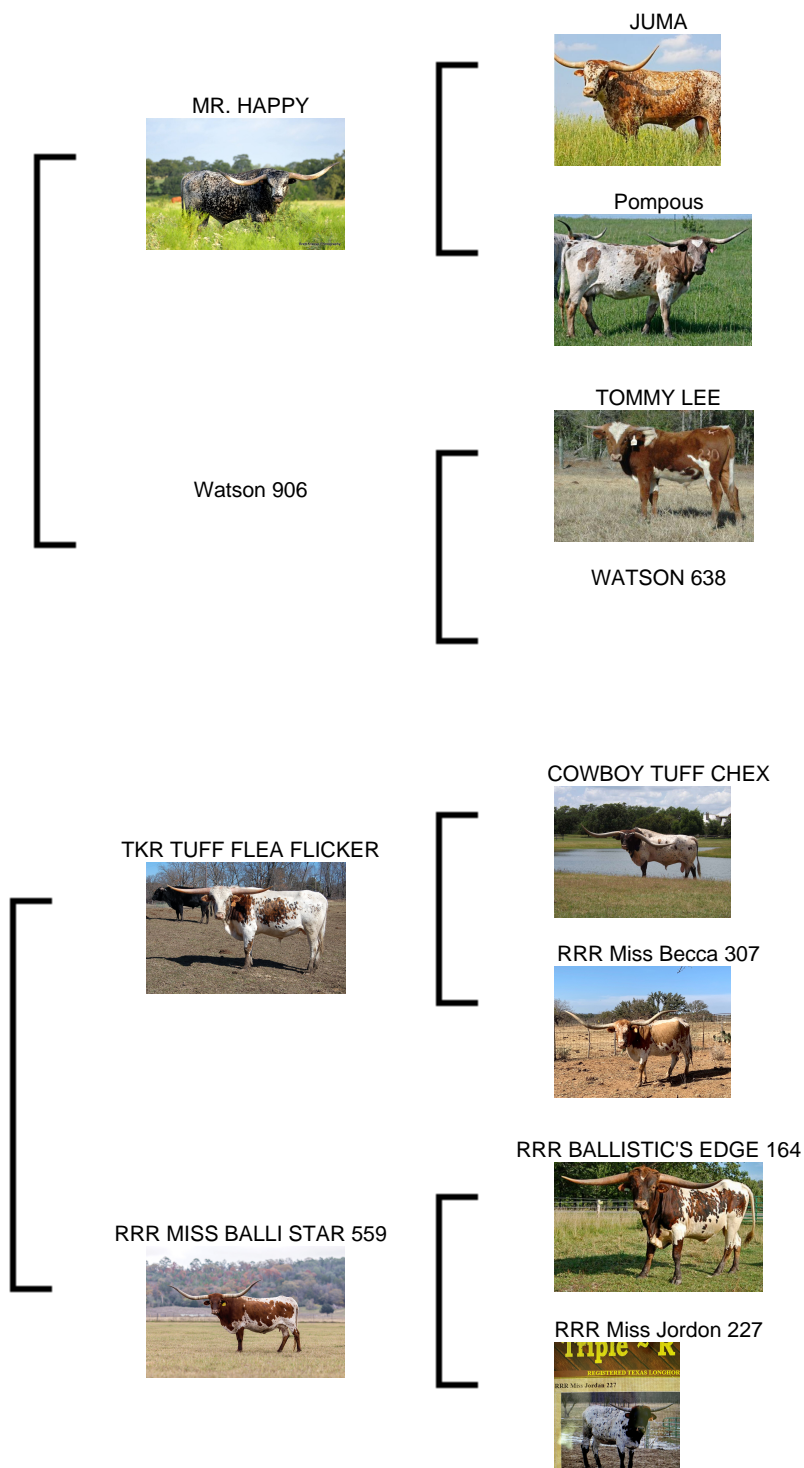 JUMA
MR. HAPPY
Pompous
TOMMY LEE
Watson 906
WATSON 638
COWBOY TUFF CHEX
TKR TUFF FLEA FLICKER
RRR Miss Becca 307
RRR BALLISTIC'S EDGE 164
RRR MISS BALLI STAR 559
RRR Miss Jordon 227
Triple ~ R
REGISTERED TEXAS LONGHOR
RRR Miss Jordan 227